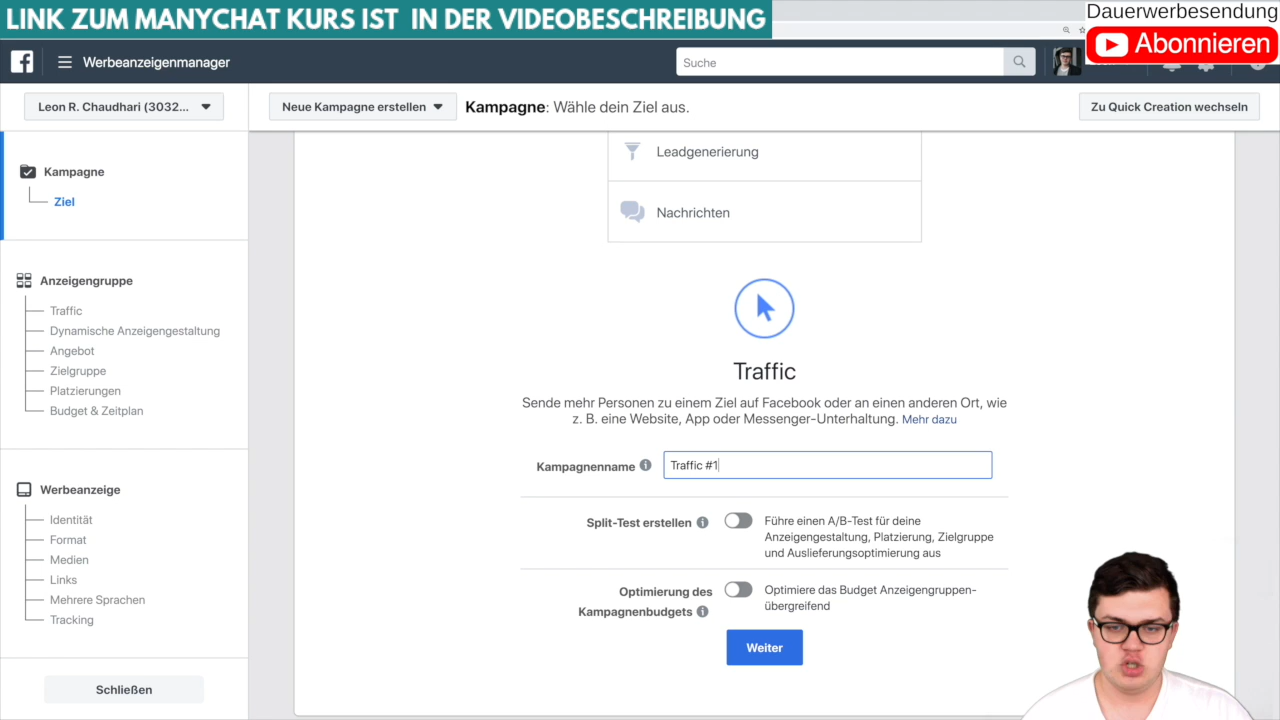 LINK ZUM MANYCHAT KURS IST IN DER VIDEOBESCHREIBUNG
Dauerwerbesendung
Abonnieren
Werbeanzeigenmanager
Suche
Leon R. Chaudhari (3032...
Neue Kampagne erstellen
Kampagne: Wähle dein Ziel aus.
Zu Quick Creation wechseln
Kampagne
Ziel
Anzeigengruppe
Traffic
Dynamische Anzeigengestaltung
Angebot
Zielgruppe
Platzierungen
Budget & Zeitplan
Werbeanzeige
Identität
Format
Medien
Links
Mehrere Sprachen
Tracking
Schließen
Leadgenerierung
Nachrichten
Traffic
Sende mehr Personen zu einem Ziel auf Facebook oder an einen anderen Ort, wie
z. B. eine Website, App oder Messenger-Unterhaltung. Mehr dazu
Kampagnenname
Traffic #1
Split-Test erstellen
Führe einen A/B-Test für deine
Anzeigengestaltung, Platzierung, Zielgruppe
und Auslieferungsoptimierung aus
Optimierung des
Kampagnenbudgets
Optimiere das Budget Anzeigengruppen-
übergreifend
Weiter